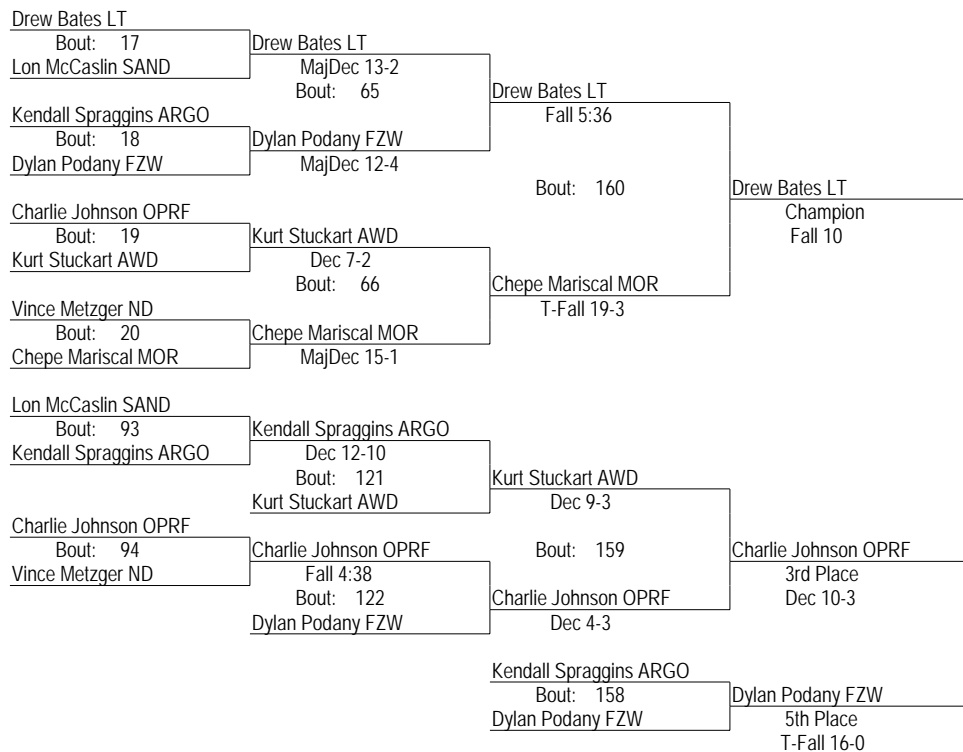 Drew Bates LT
Bout: 17
Lon McCaslin SAND
Drew Bates LT
MajDec 13-2
Bout: 65
Kendall Spraggins ARGO
Bout: 18
Dylan Podany FZW
Dylan Podany FZW
MajDec 12-4
Drew Bates LT
Fall 5:36
Bout: 160
Charlie Johnson OPRF
Bout: 19
Kurt Stuckart AWD
Kurt Stuckart AWD
Dec 7-2
Bout: 66
Vince Metzger ND
Bout: 20
Chepe Mariscal MOR
Chepe Mariscal MOR
MajDec 15-1
Chepe Mariscal MOR
T-Fall 19-3
Drew Bates LT
Champion
Fall 10
Lon McCaslin SAND
Bout: 93
Kendall Spraggins ARGO
Kendall Spraggins ARGO
Dec 12-10
Bout: 121
Kurt Stuckart AWD
Kurt Stuckart AWD
Dec 9-3
Bout: 159
Charlie Johnson OPRF
Bout: 94
Vince Metzger ND
Charlie Johnson OPRF
Fall 4:38
Bout: 122
Dylan Podany FZW
Charlie Johnson OPRF
Dec 4-3
Charlie Johnson OPRF
3rd Place
Dec 10-3
Kendall Spraggins ARGO
Bout: 158
Dylan Podany FZW
Dylan Podany FZW
5th Place
T-Fall 16-0